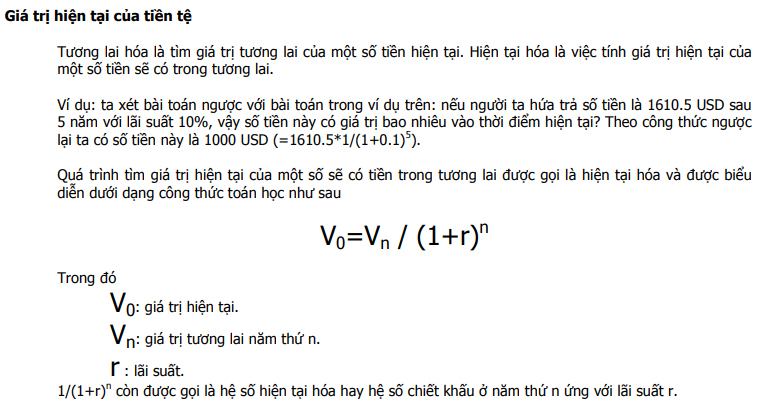 Giá trị hiện tại của tiền tệ
Tương lai hóa là tìm giá trị tương lai của một số tiền hiện tại. Hiện tại hóa là việc tính giá trị hiện tại của
một số tiền sẽ có trong tương lai.
Ví dụ: ta xét bài toán ngược với bài toán trong ví dụ trên: nếu người ta hứa trả số tiền là 1610.5 USD sau
5 năm với lãi suất 10%, vậy số tiền này có giá trị bao nhiêu vào thời điểm hiện tại? Theo công thức ngược
lại ta có số tiền này là 1000 USD (=1610.5*1/(1+0.1)⁵).
Quá trình tìm giá trị hiện tại của một số sẽ có tiền trong tương lai được gọi là hiện tại hóa và được biểu
diễn dưới dạng công thức toán học như sau
V₀=Vₙ / (1+r)ⁿ
Trong đó
V₀: giá trị hiện tại.
Vₙ: giá trị tương lai năm thứ n.
r : lãi suất.
1/(1+r)ⁿ còn được gọi là hệ số hiện tại hóa hay hệ số chiết khấu ở năm thứ n ứng với lãi suất r.